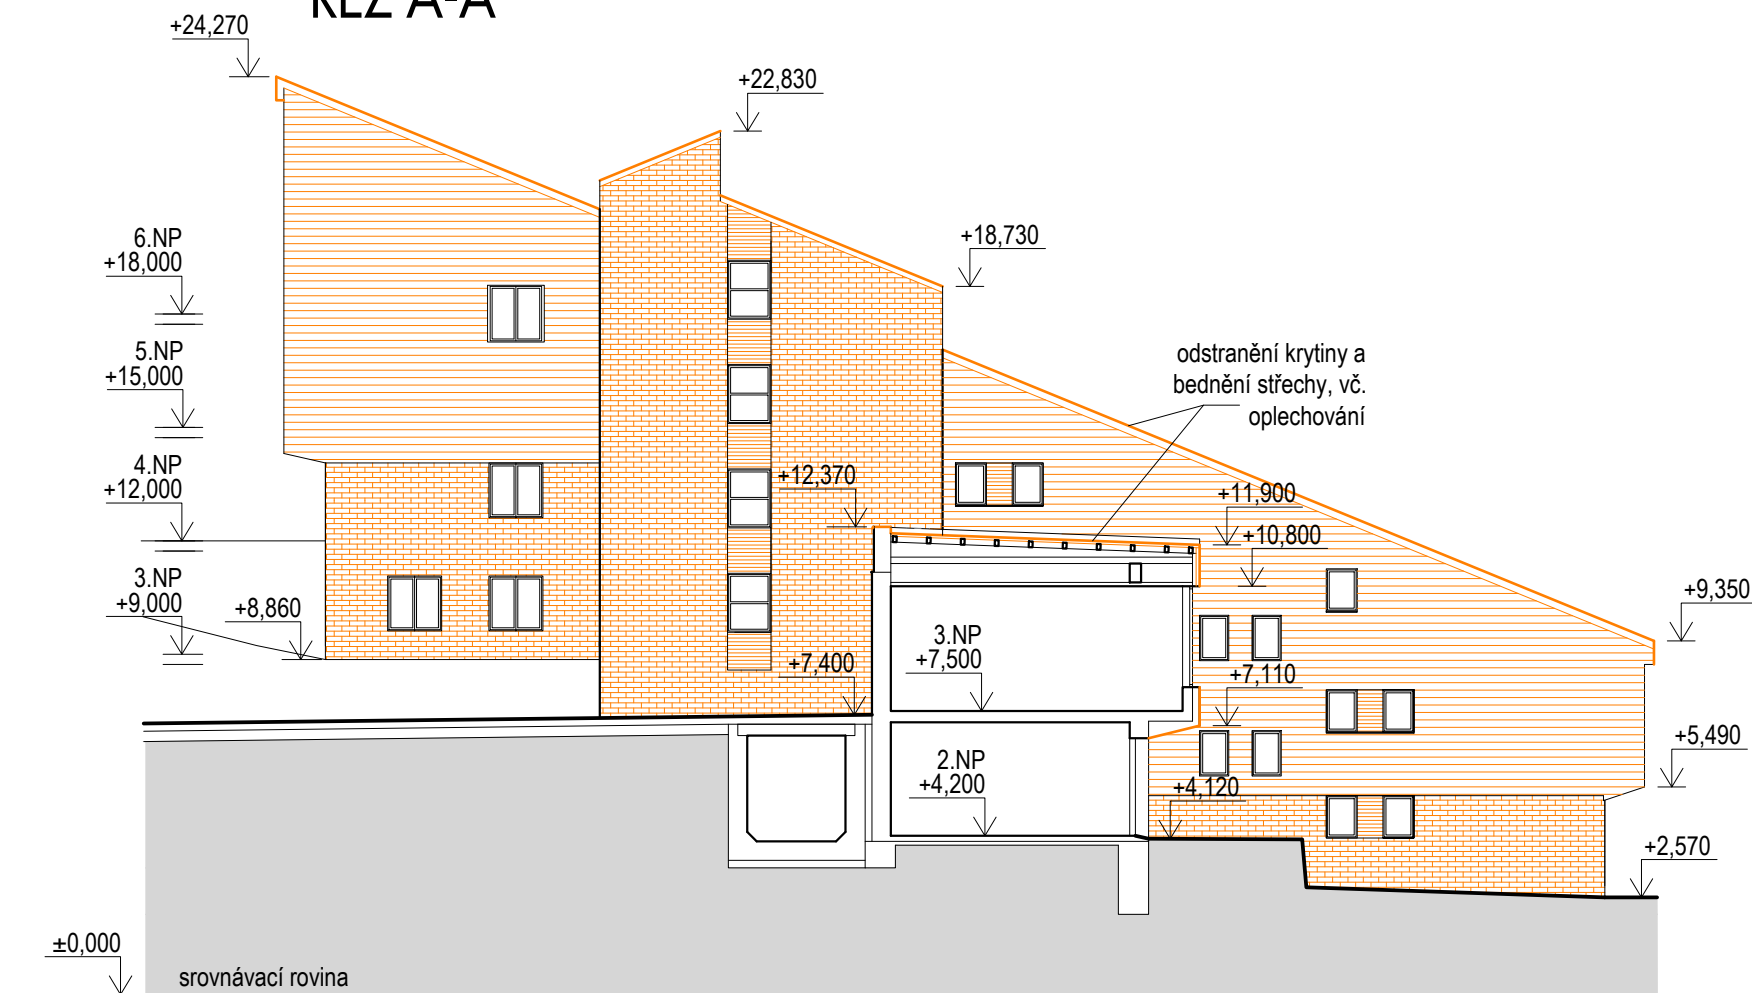 ŘEZ A-A
+24,270
+22,830
6.NP
+18,000
+18,730
5.NP
+15,000
odstranění krytiny a
bednění střechy, vč.
oplechování
4.NP
+12,000
+12,370
+11,900
+10,800
3.NP
+9,000
+8,860
+9,350
3.NP
+7,500
+7,400
+7,110
+5,490
2.NP
+4,200
+4,120
+2,570
±0,000
srovnávací rovina